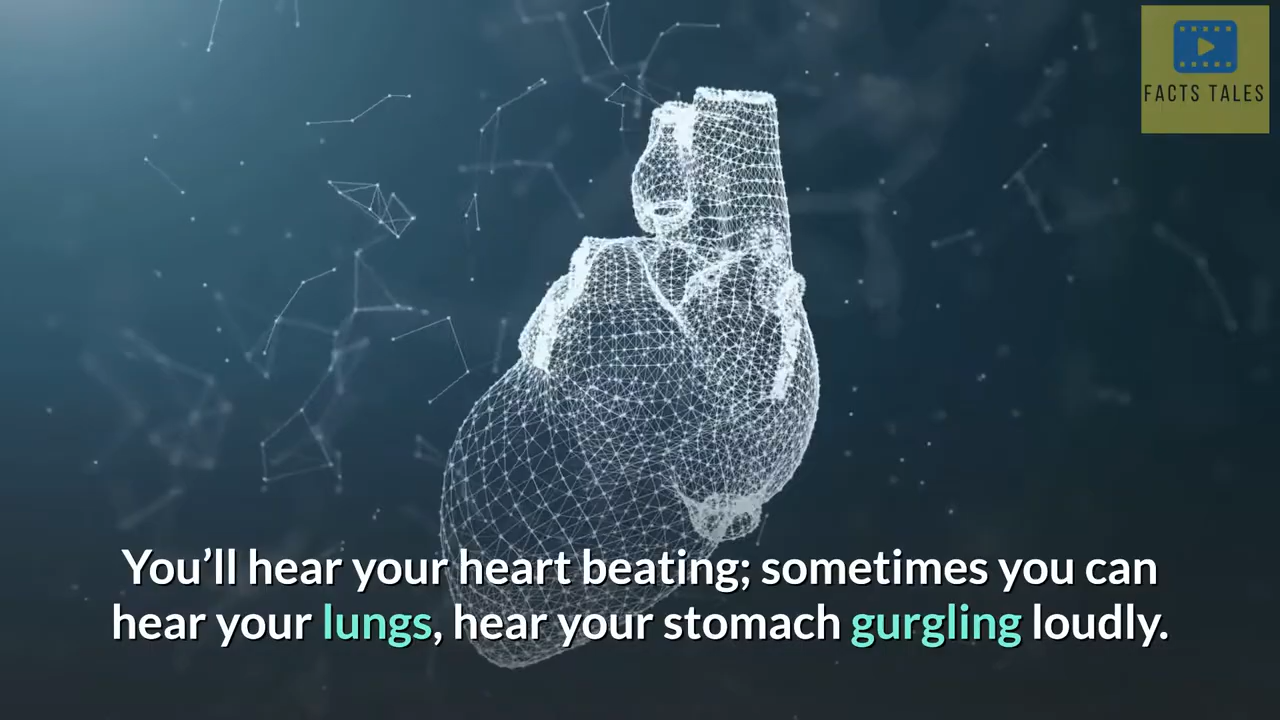 FACTS TALES
You’ll hear your heart beating; sometimes you can
hear your lungs, hear your stomach gurgling loudly.